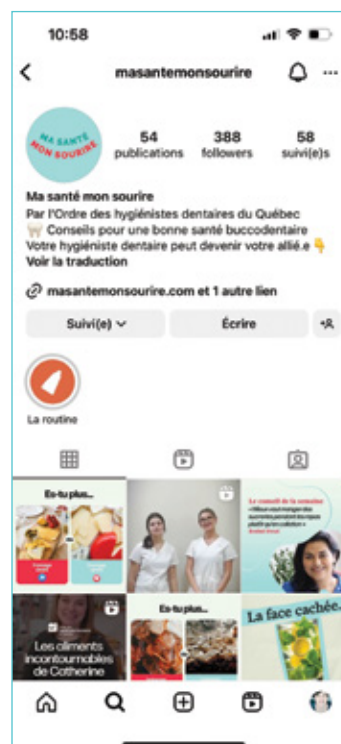 10:58
masantemonsourire
MA SANTÉ
MON SOURIRE
54
publications
388
followers
58
suivi(e)s
Ma santé mon sourire
Par l'Ordre des hygiénistes dentaires du Québec
Conseils pour une bonne santé buccodentaire
Votre hygiéniste dentaire peut devenir votre allié.e
Voir la traduction
masantemonsourire.com et 1 autre lien
Suivi(e)
Écrire
La routine
Es-tu plus...
Le conseil de la semaine
Es-tu plus...
La face cachée...
Les aliments
incontournables
de Catherine